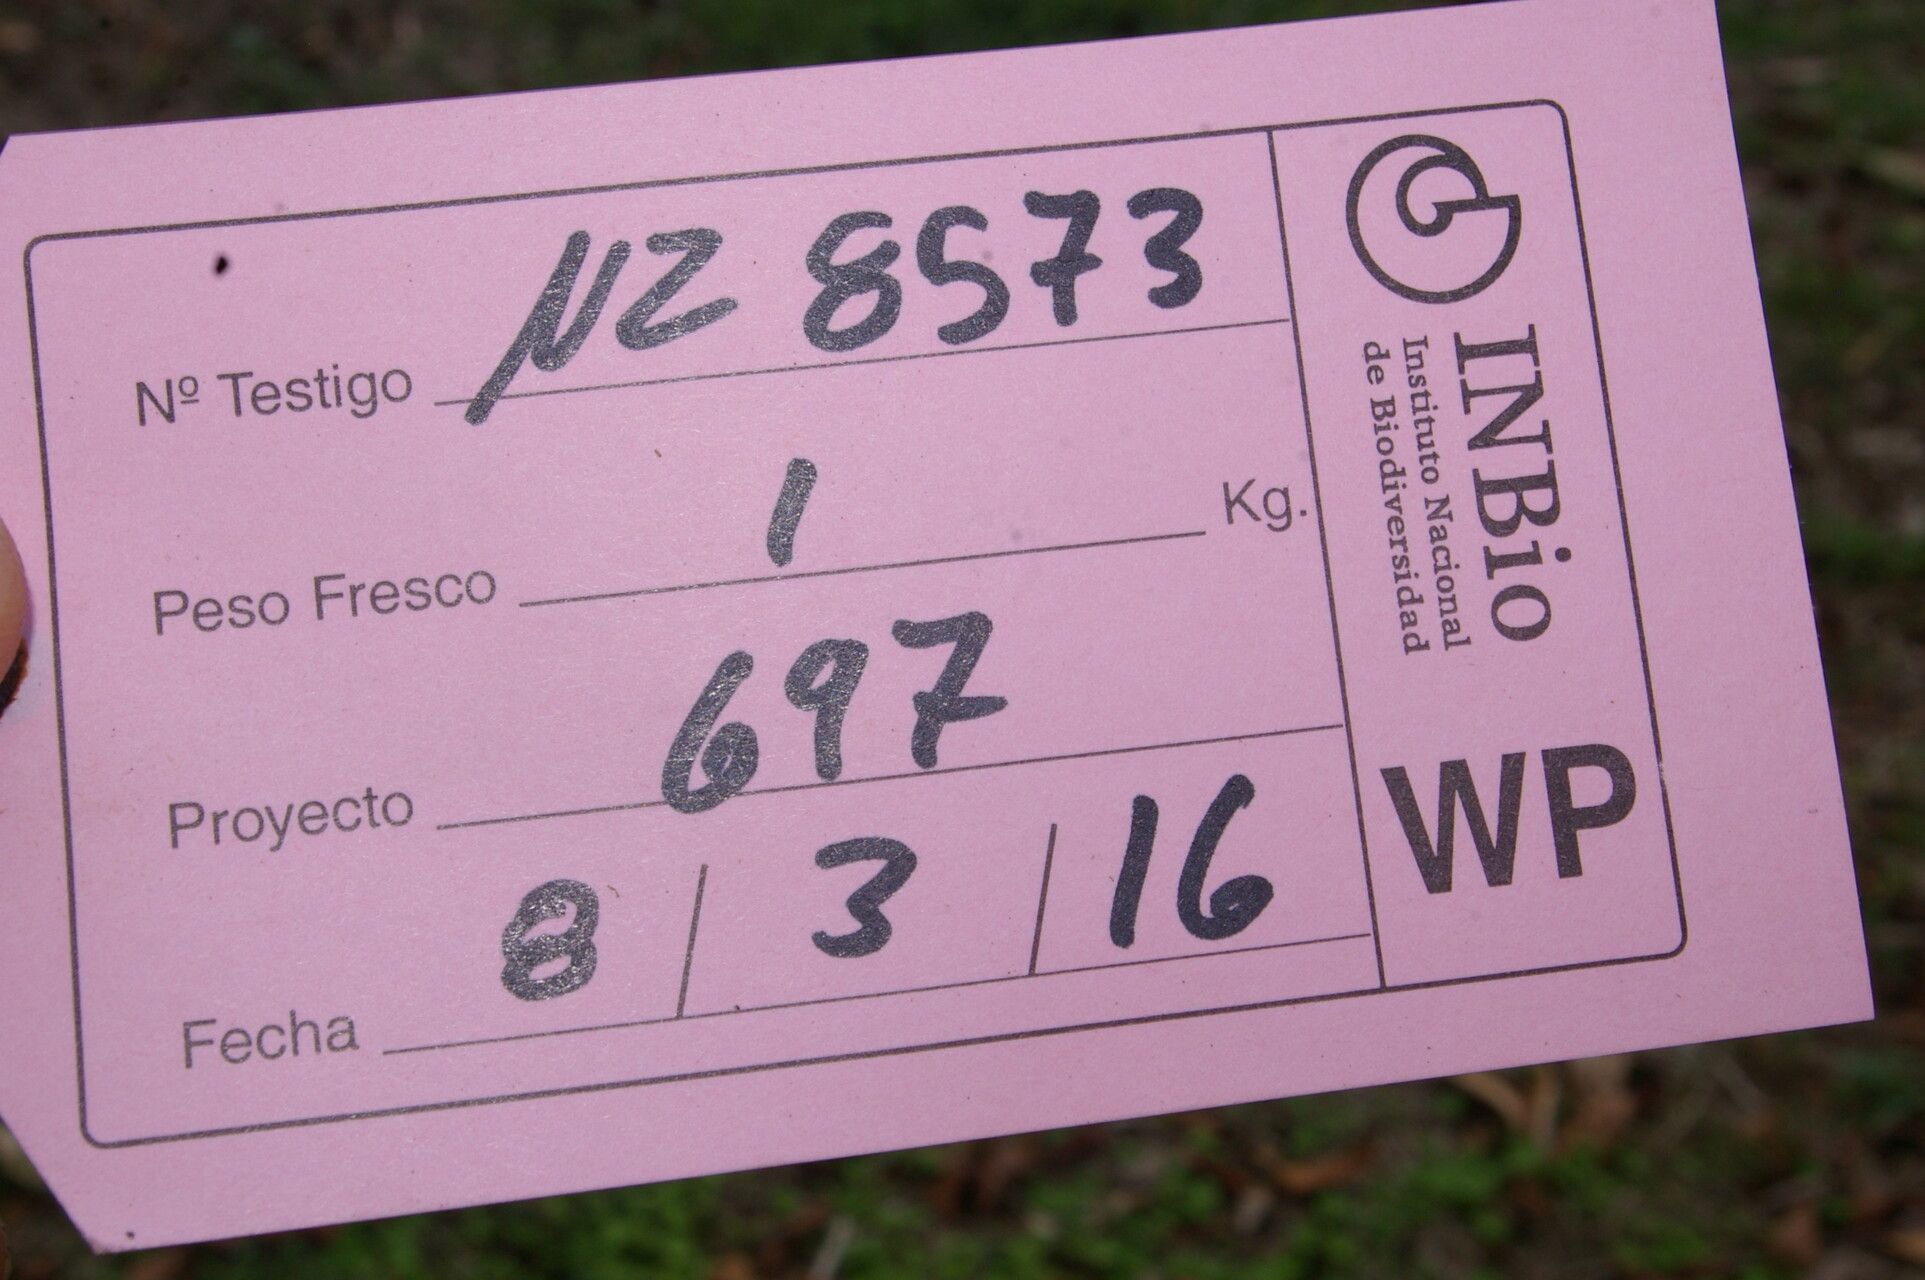 Nº Testigo NZ 8573
Peso Fresco 1 Kg.
Proyecto 697
Fecha 8 / 3 / 16
INBio
Instituto Nacional
de Biodiversidad
WP